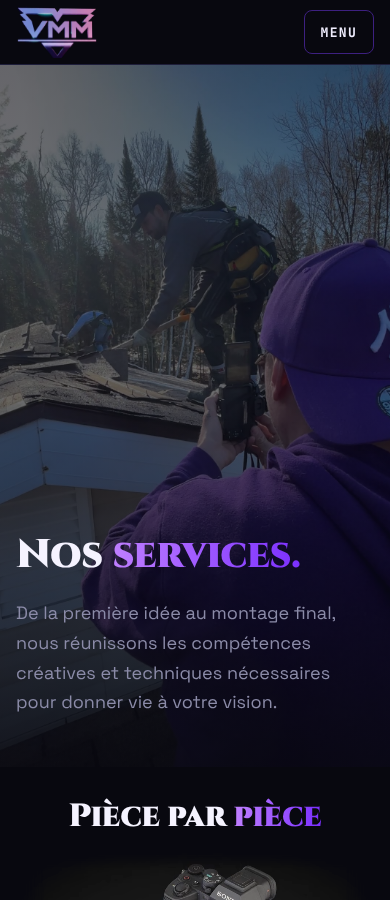 VMM
MENU
Nos services.
De la première idée au montage final,
nous réunissons les compétences
créatives et techniques nécessaires
pour donner vie à votre vision.
Pièce par pièce
SONY